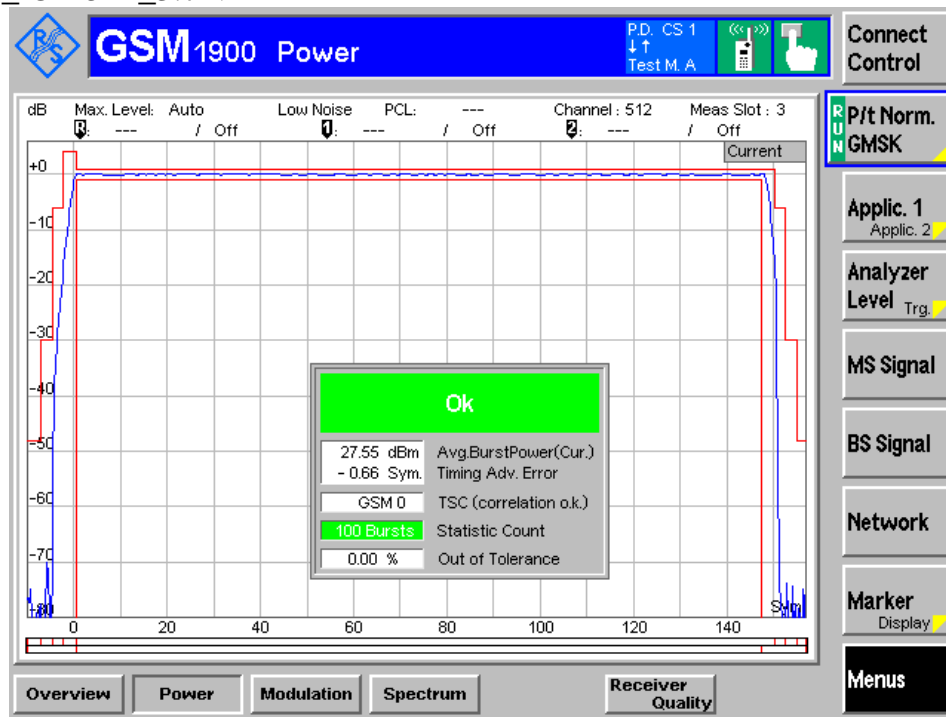 R&S
GSM1900 Power
P.D. CS 1
Test M. A
Connect Control
dB Max. Level: Auto Low Noise PCL: --- Channel : 512 Meas Slot : 3
R: --- / Off 1: --- / Off 2: --- / Off
Current
RUN
P/t Norm. GMSK
+0
-10
-20
-30
-40
-50
-60
-70
-80
Ok
27.55 dBm Avg.BurstPower(Cur.)
- 0.66 Sym. Timing Adv. Error
GSM 0 TSC (correlation o.k.)
100 Bursts Statistic Count
0.00 % Out of Tolerance
Sym
0 20 40 60 80 100 120 140
Applic. 1
Applic. 2
Analyzer
Level Trg.
MS Signal
BS Signal
Network
Marker
Display
Menus
Overview Power Modulation Spectrum Receiver Quality